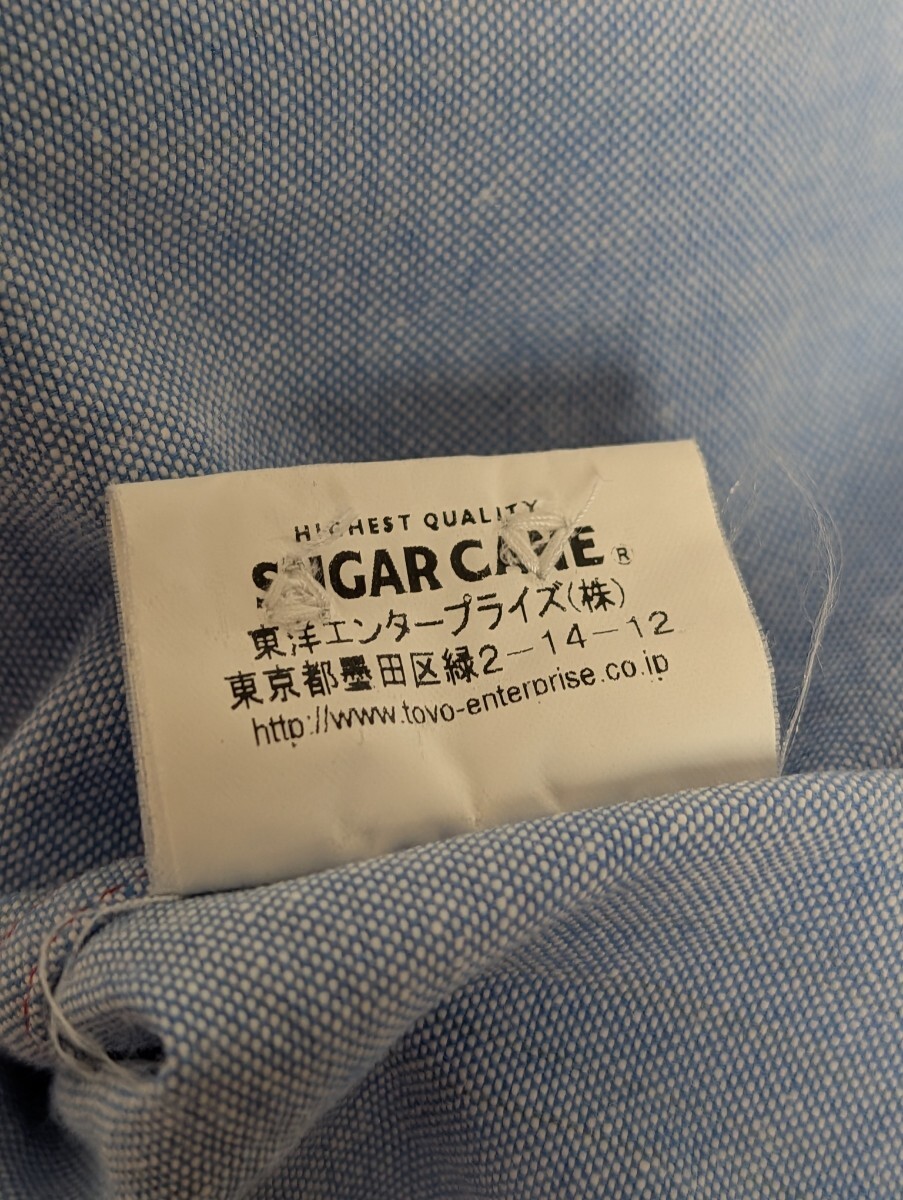 HIGHEST QUALITY
SUGAR CANE®
東洋エンタープライズ(株)
東京都墨田区緑2-14-12
http://www.toyo-enterprise.co.jp